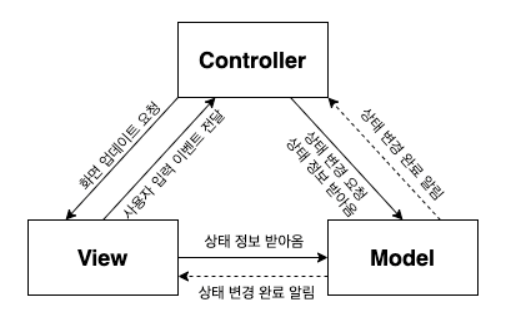 Controller
화면 업데이트 요청
사용자 입력 이벤트 전달
상태 변경 요청
상태 정보 받아옴
상태 변경 완료 알림
View
상태 정보 받아옴
상태 변경 완료 알림
Model